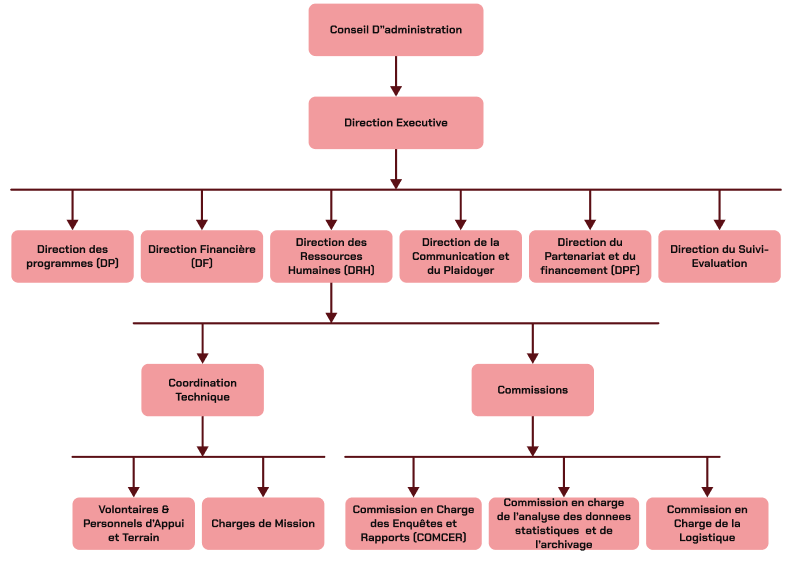 Conseil D"administration
Direction Executive
Direction des
programmes (DP)
Direction Financière
(DF)
Direction des
Ressources
Humaines (DRH)
Direction de la
Communication et
du Plaidoyer
Direction du
Partenariat et du
financement (DPF)
Direction du Suivi-
Evaluation
Coordination
Technique
Commissions
Volontaires &
Personnels d'Appui
et Terrain
Charges de Mission
Commission en Charge
des Enquêtes et
Rapports (COMCER)
Commission en charge
de l'analyse des donnees
statistiques et de
l'archivage
Commission en
Charge de la
Logistique